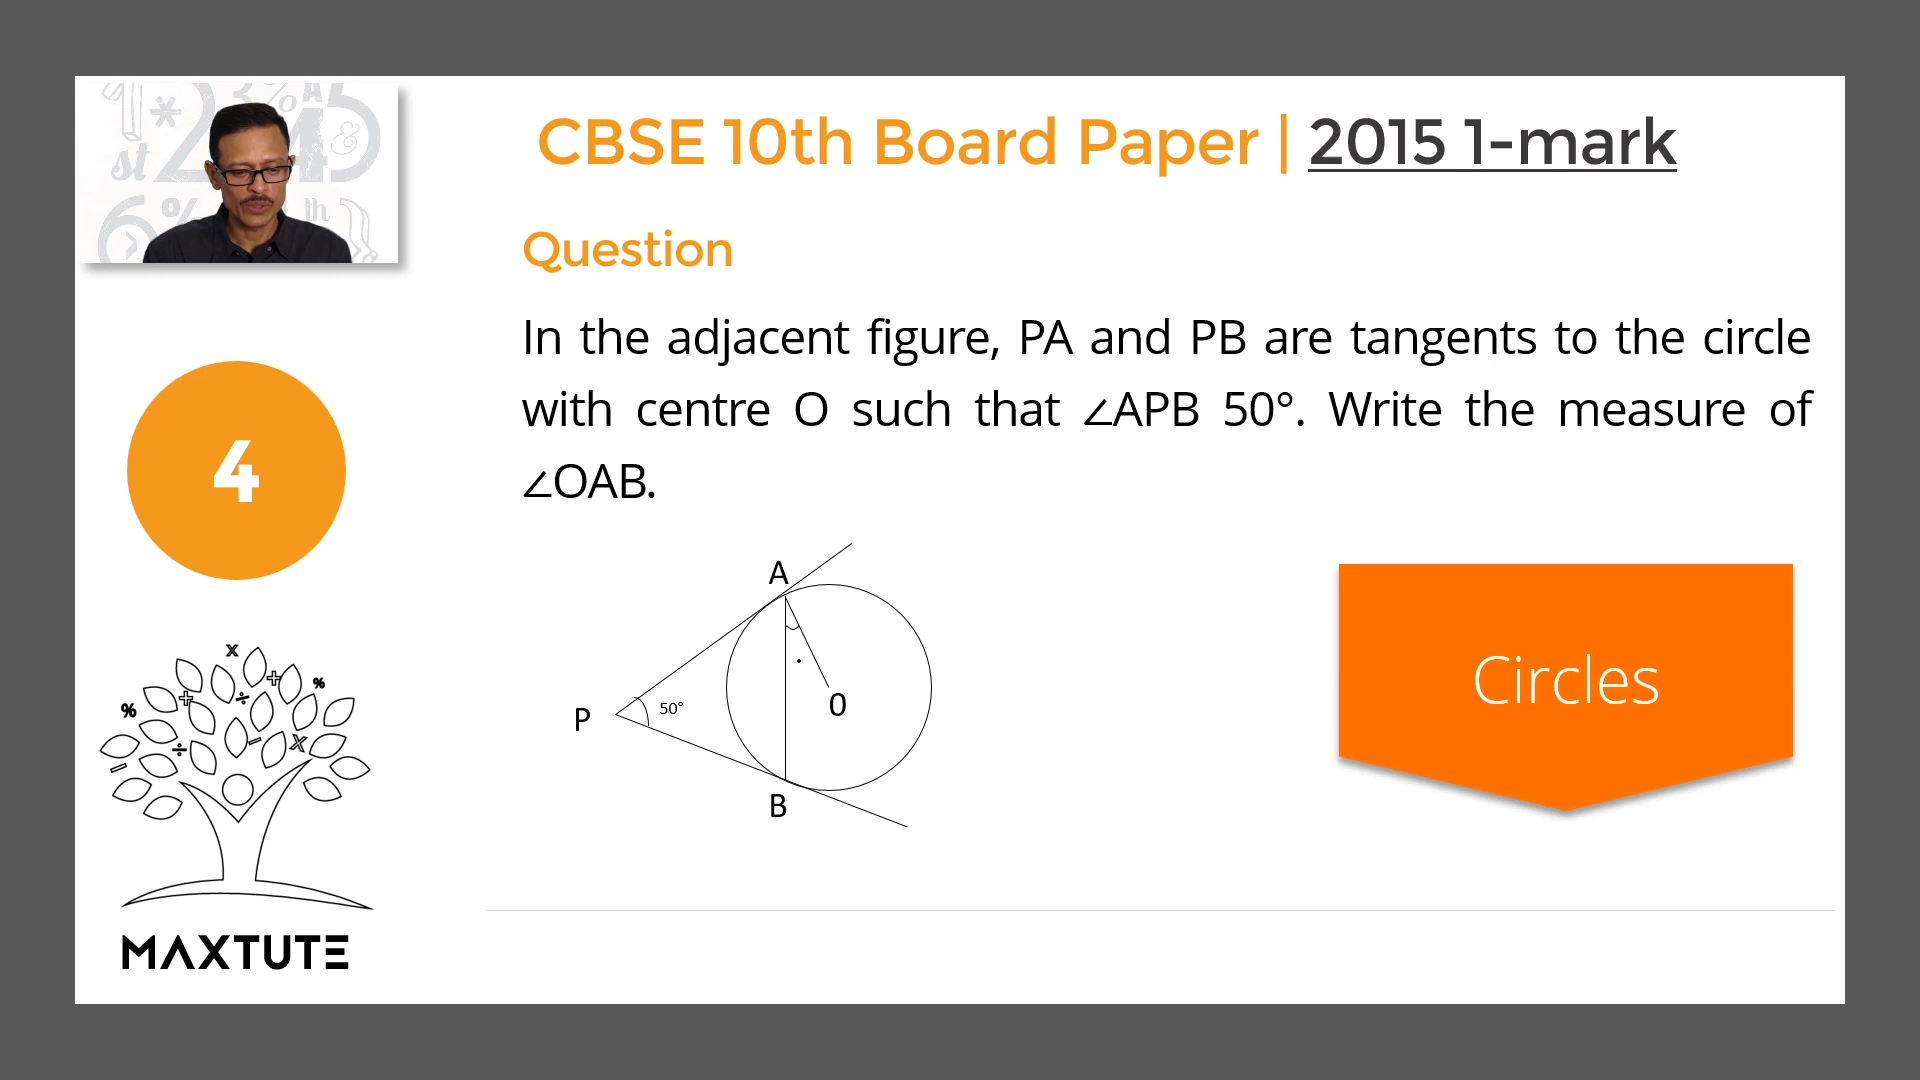 CBSE 10th Board Paper | 2015 1-mark
Question
In the adjacent figure, PA and PB are tangents to the circle
with centre O such that ∠APB 50°. Write the measure of
∠OAB.
4
A
P
50°
O
B
Circles
MAXTUTE